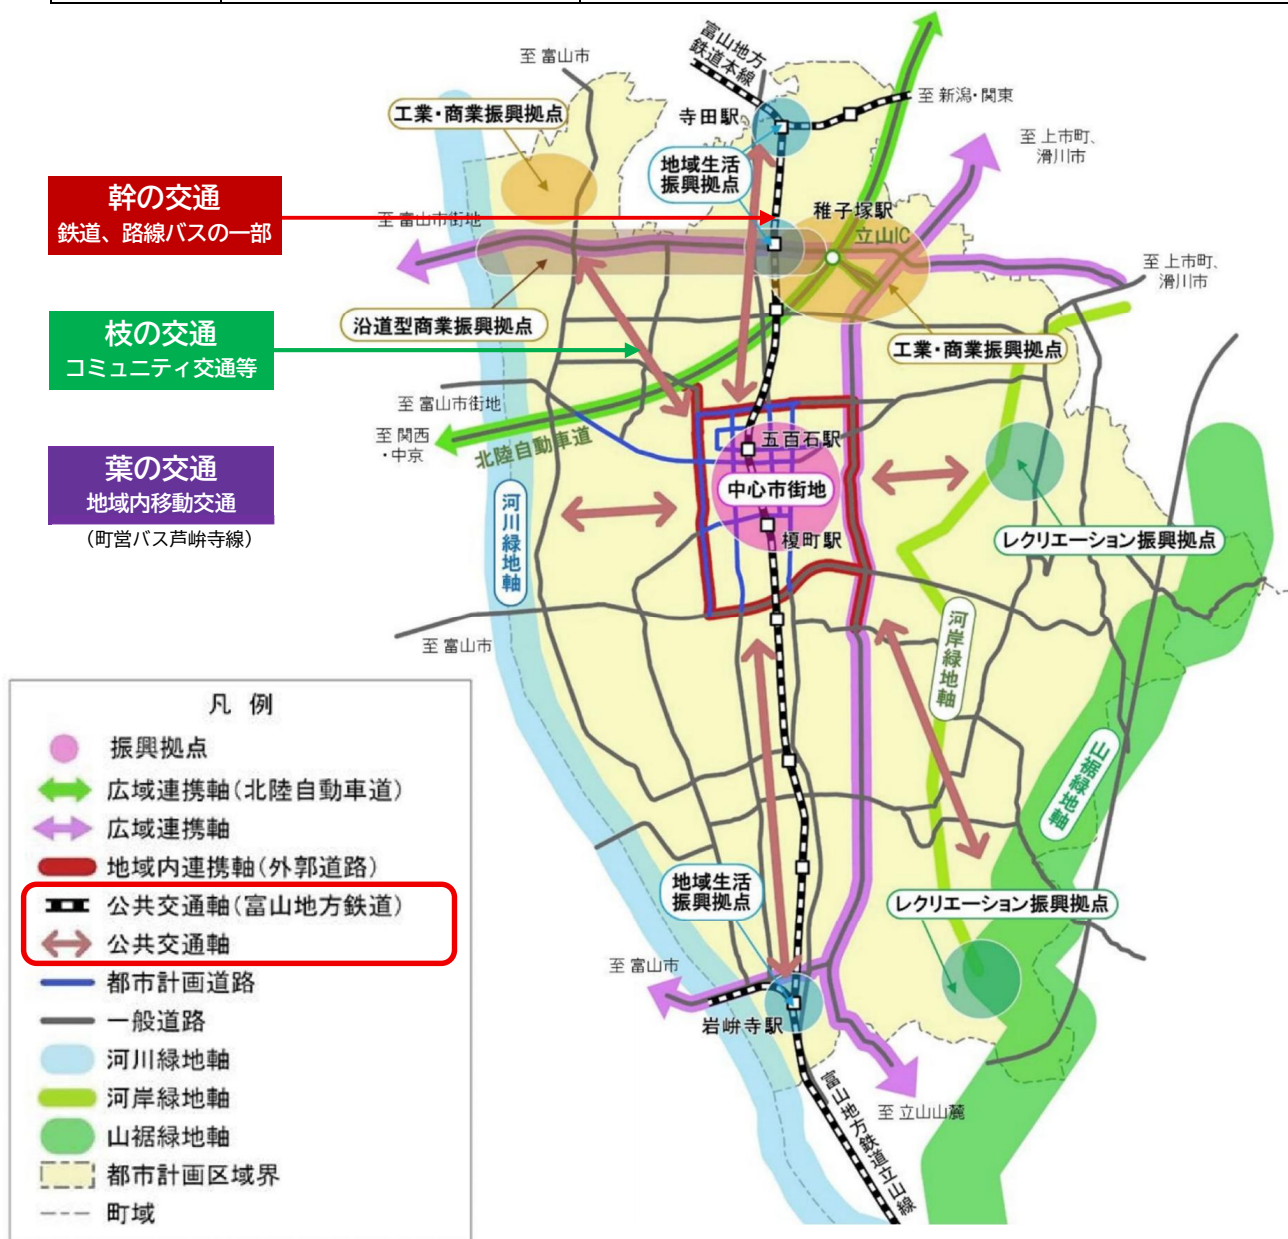 富山地方
鉄道本線
至 富山市
至 新潟・関東
工業・商業振興拠点
寺田駅
至 上市町、
滑川市
地域生活
振興拠点
幹の交通
鉄道、路線バスの一部
稚子塚駅
至 富山市街地
立山IC
至 上市町、
滑川市
沿道型商業振興拠点
枝の交通
コミュニティ交通等
工業・商業振興拠点
至 富山市街地
至 関西
・中京
北陸自動車道
五百石駅
葉の交通
地域内移動交通
(町営バス芦峅寺線)
中心市街地
河川緑地軸
榎町駅
レクリエーション振興拠点
河岸緑地軸
至 富山市
山裾緑地軸
凡 例
振興拠点
広域連携軸(北陸自動車道)
広域連携軸
地域内連携軸(外郭道路)
公共交通軸(富山地方鉄道)
公共交通軸
都市計画道路
一般道路
河川緑地軸
河岸緑地軸
山裾緑地軸
都市計画区域界
町域
地域生活
振興拠点
レクリエーション振興拠点
至 富山市
岩峅寺駅
至 立山山麓
富山地方鉄道立山線